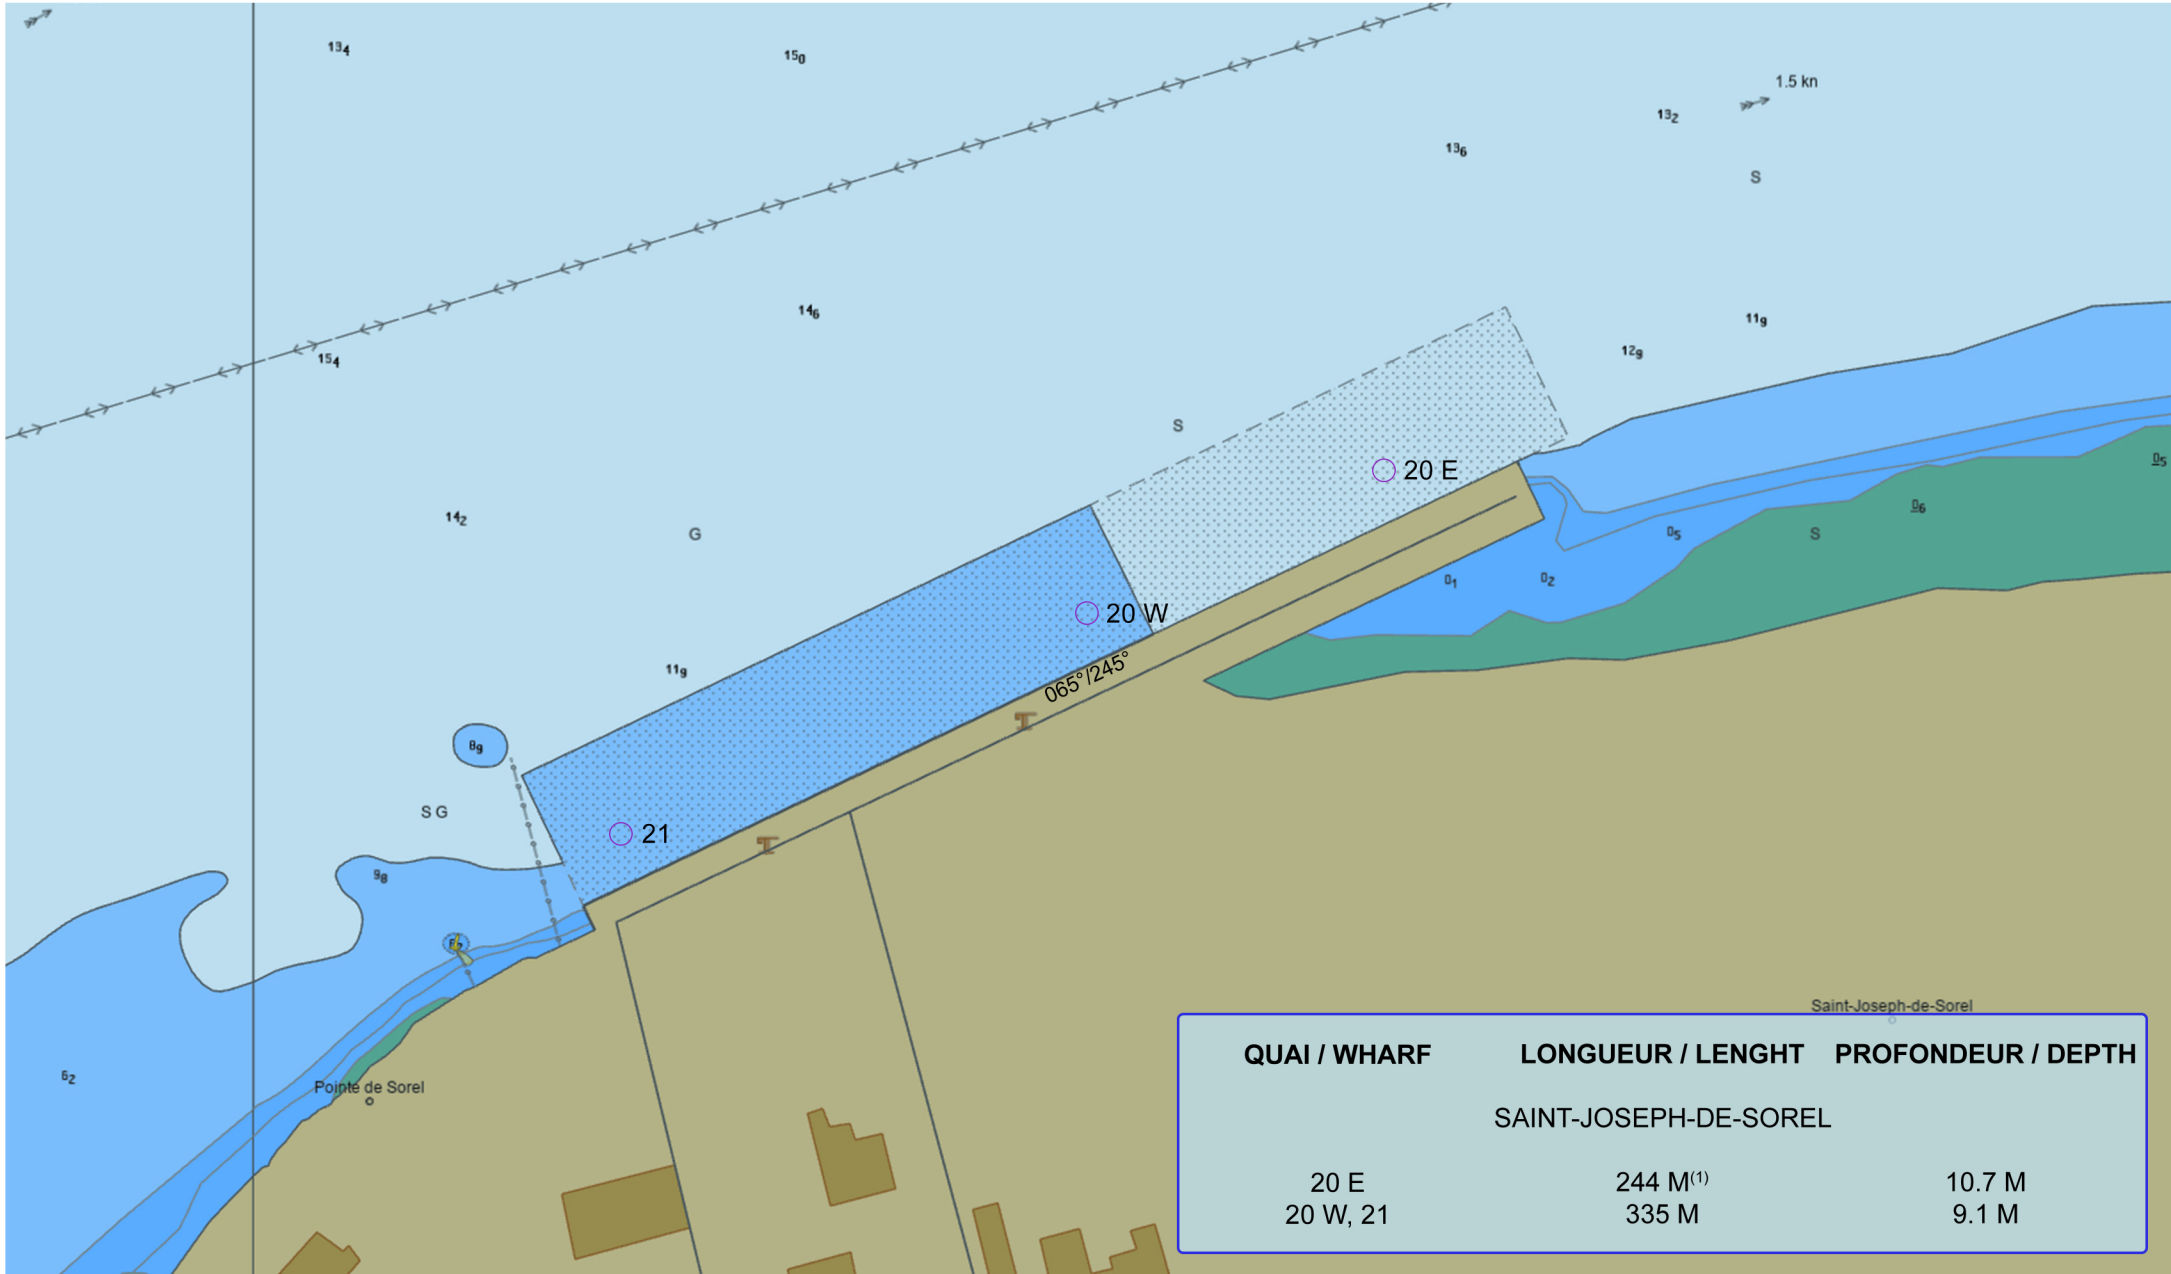 13₄
15₀
1.5 kn
13₂
13₆
S
14₆
11₉
12₉
15₄
S
20 E
0₅
0₆
14₂
G
0₅
S
0₁
0₂
20 W
065°/245°
11₉
8₉
S G
21
9₈
Saint-Joseph-de-Sorel
6₂
Pointe de Sorel
QUAI / WHARF LONGUEUR / LENGHT PROFONDEUR / DEPTH
SAINT-JOSEPH-DE-SOREL
20 E 244 M⁽¹⁾ 10.7 M
20 W, 21 335 M 9.1 M